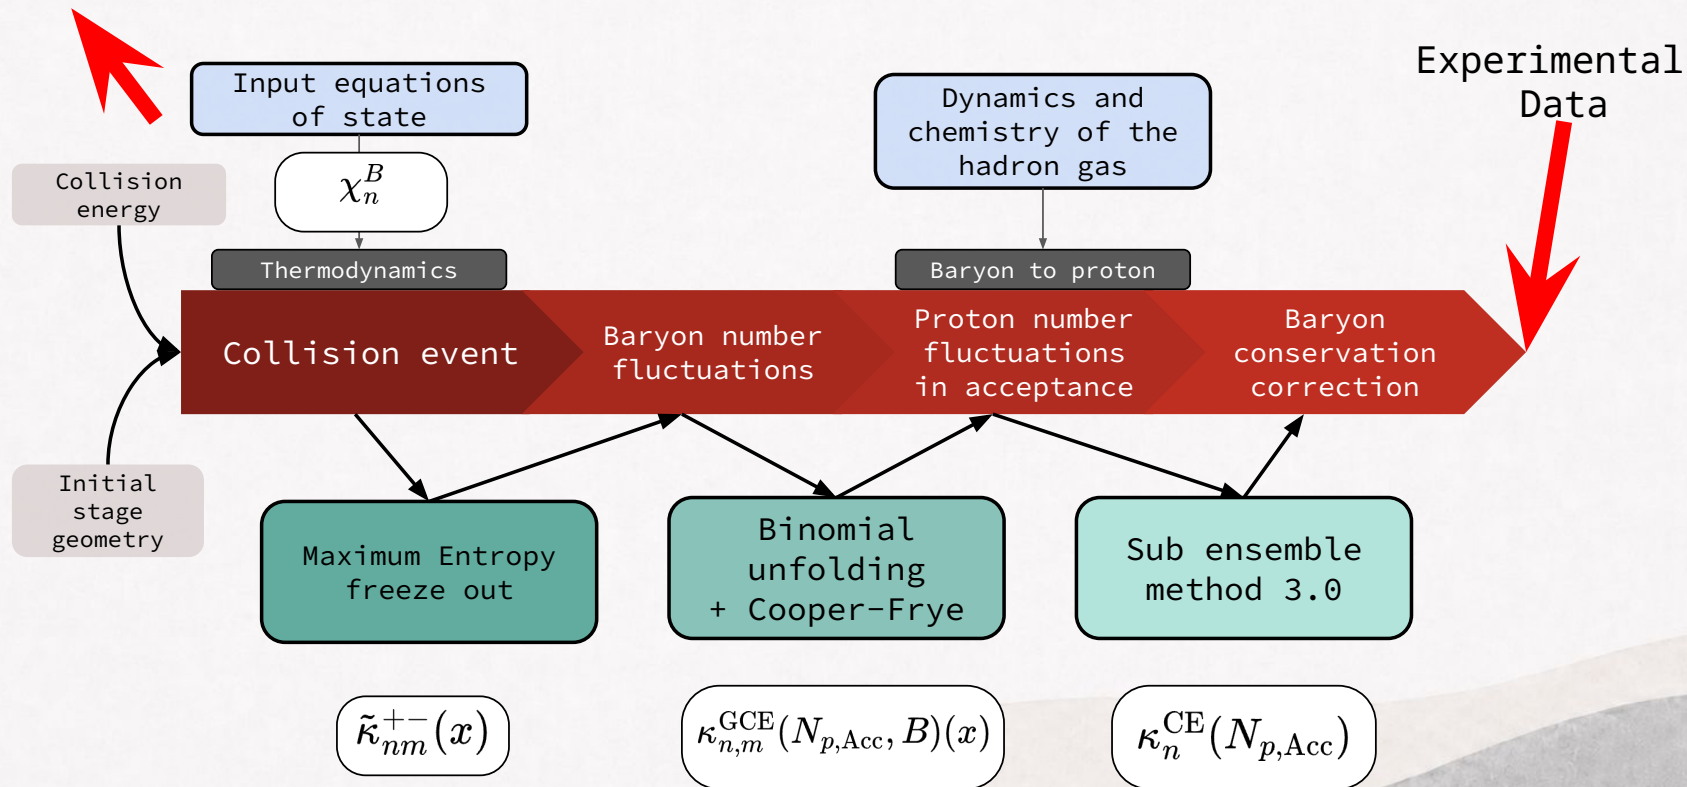 Experimental
Data
Input equations
of state
Dynamics and
chemistry of the
hadron gas
χ_n^B
Collision
energy
Thermodynamics
Baryon to proton
Collision event
Baryon number
fluctuations
Proton number
fluctuations
in acceptance
Baryon
conservation
correction
Initial
stage
geometry
Maximum Entropy
freeze out
Binomial
unfolding
+ Cooper-Frye
Sub ensemble
method 3.0
κ̃_{nm}^{+-}(x)
κ_{n,m}^{GCE}(N_{p,Acc}, B)(x)
κ_n^{CE}(N_{p,Acc})